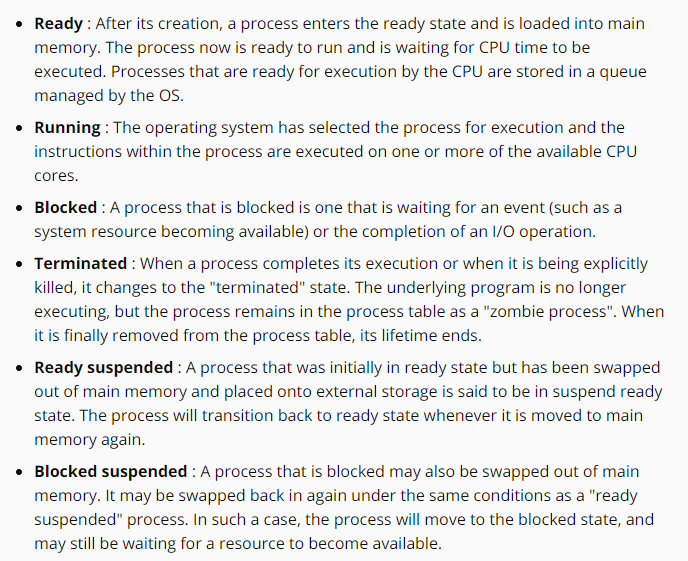 • Ready : After its creation, a process enters the ready state and is loaded into main
memory. The process now is ready to run and is waiting for CPU time to be
executed. Processes that are ready for execution by the CPU are stored in a queue
managed by the OS.
• Running : The operating system has selected the process for execution and the
instructions within the process are executed on one or more of the available CPU
cores.
• Blocked : A process that is blocked is one that is waiting for an event (such as a
system resource becoming available) or the completion of an I/O operation.
• Terminated : When a process completes its execution or when it is being explicitly
killed, it changes to the "terminated" state. The underlying program is no longer
executing, but the process remains in the process table as a "zombie process". When
it is finally removed from the process table, its lifetime ends.
• Ready suspended : A process that was initially in ready state but has been swapped
out of main memory and placed onto external storage is said to be in suspend ready
state. The process will transition back to ready state whenever it is moved to main
memory again.
• Blocked suspended : A process that is blocked may also be swapped out of main
memory. It may be swapped back in again under the same conditions as a "ready
suspended" process. In such a case, the process will move to the blocked state, and
may still be waiting for a resource to become available.